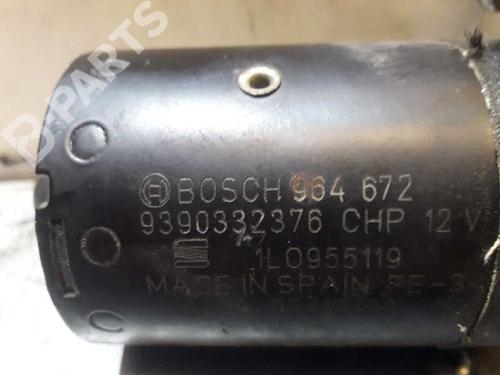 B-PARTS
BOSCH 964 672
9390332376 CHP 12 V
1L0955119
MADE IN SPAIN